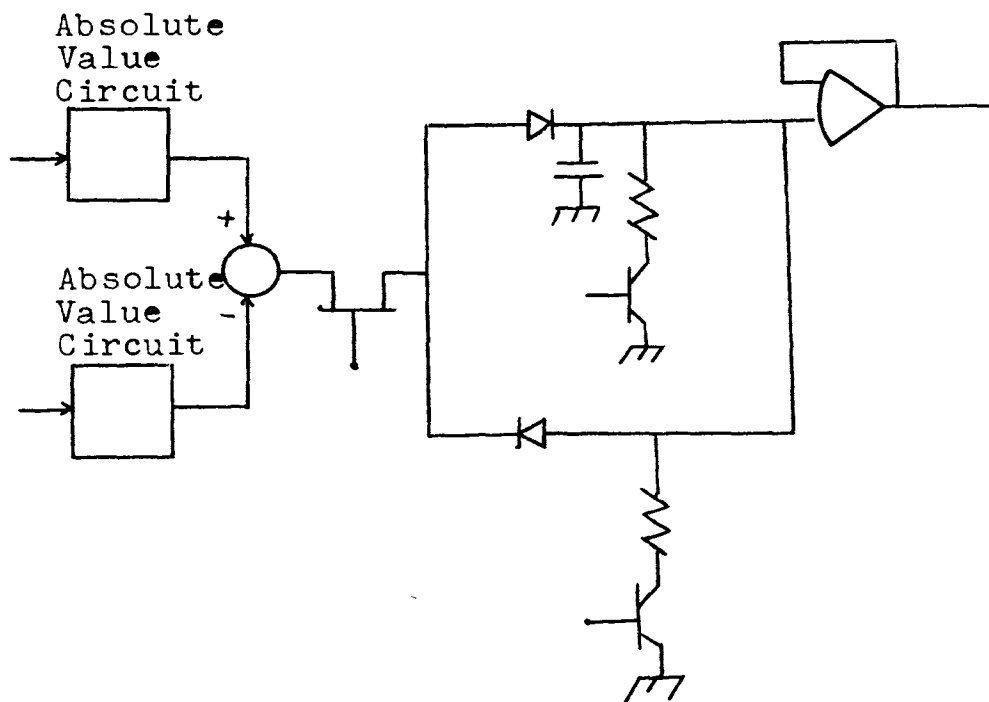 Absolute
Value
Circuit
+
Absolute
Value
Circuit
-